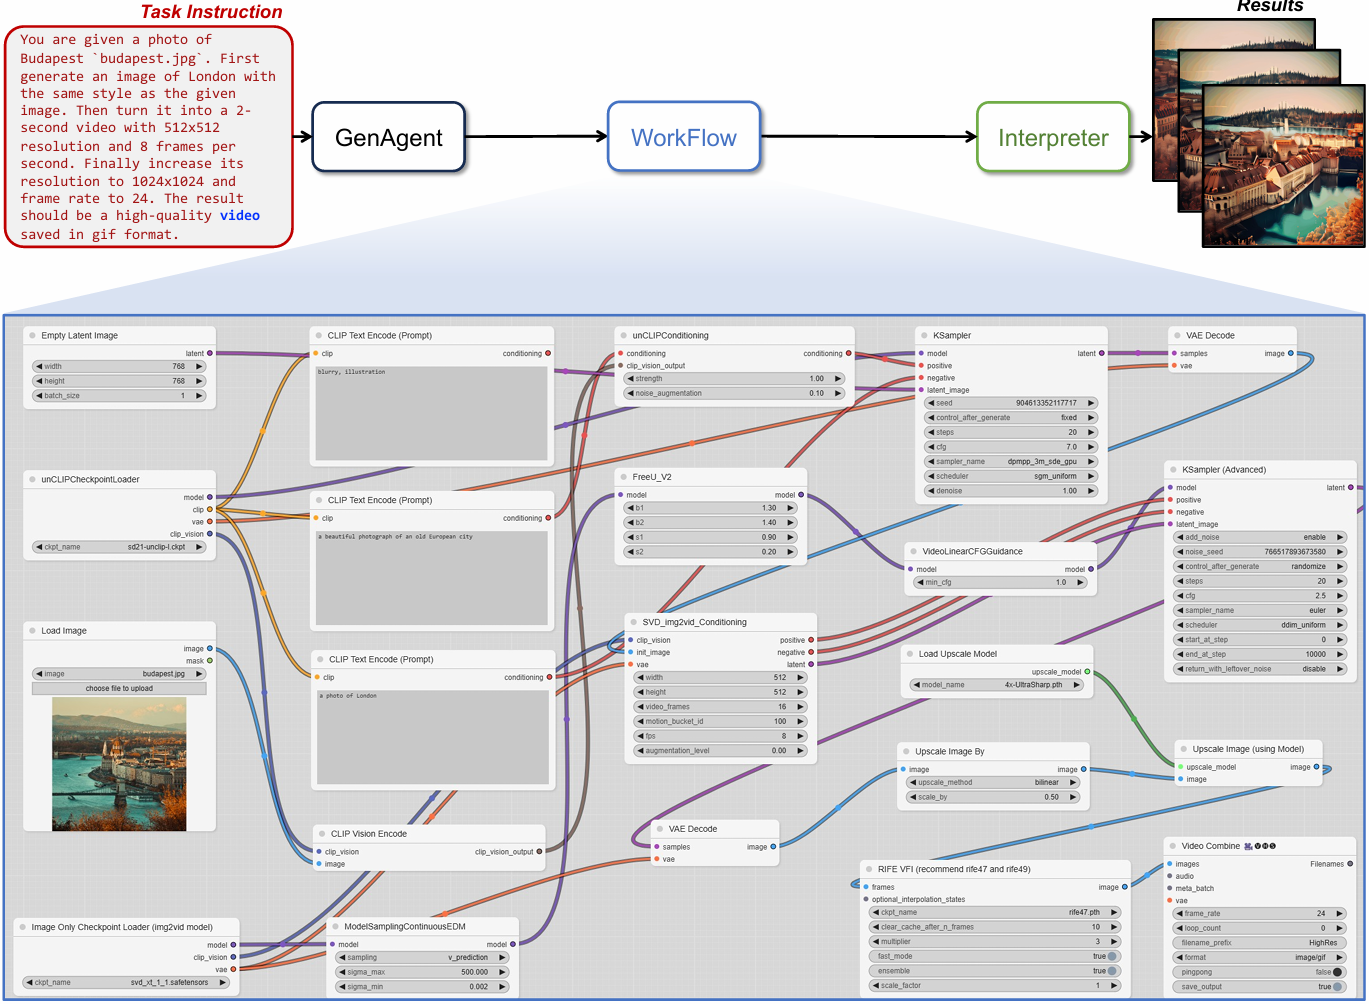 Task Instruction
Results
You are given a photo of
Budapest `budapest.jpg`. First
generate an image of London with
the same style as the given
image. Then turn it into a 2-
second video with 512x512
resolution and 8 frames per
second. Finally increase its
resolution to 1024x1024 and
frame rate to 24. The result
should be a high-quality video
saved in gif format.
GenAgent
WorkFlow
Interpreter
Empty Latent Image
latent
width 768
height 768
batch_size 1
unCLIPCheckpointLoader
model
clip
vae
clip_vision
ckpt_name sd21-unclip-l.ckpt
Load Image
image
mask
image budapest.jpg
choose file to upload
Image Only Checkpoint Loader (img2vid model)
model
clip_vision
vae
ckpt_name svd_xt_1_1.safetensors
CLIP Text Encode (Prompt)
clip conditioning
blurry, illustration
CLIP Text Encode (Prompt)
clip conditioning
a beautiful photograph of an old European city
CLIP Text Encode (Prompt)
clip conditioning
a photo of London
CLIP Vision Encode
clip_vision clip_vision_output
image
ModelSamplingContinuousEDM
model model
sampling v_prediction
sigma_max 500.000
sigma_min 0.002
unCLIPConditioning
conditioning conditioning
clip_vision_output
strength 1.00
noise_augmentation 0.10
FreeU_V2
model model
b1 1.30
b2 1.40
s1 0.90
s2 0.20
SVD_img2vid_Conditioning
clip_vision positive
init_image negative
vae latent
width 512
height 512
video_frames 16
motion_bucket_id 100
fps 8
augmentation_level 0.00
VAE Decode
samples image
vae
KSampler
model latent
positive
negative
latent_image
seed 904613352117717
control_after_generate fixed
steps 20
cfg 7.0
sampler_name dpmpp_3m_sde_gpu
scheduler sgm_uniform
denoise 1.00
VideoLinearCFGGuidance
model model
min_cfg 1.0
Load Upscale Model
upscale_model
model_name 4x-UltraSharp.pth
Upscale Image By
image image
upscale_method bilinear
scale_by 0.50
RIFE VFI (recommend rife47 and rife49)
frames image
optional_interpolation_states
ckpt_name rife47.pth
clear_cache_after_n_frames 10
multiplier 3
fast_mode true
ensemble true
scale_factor 1
VAE Decode
samples image
vae
KSampler (Advanced)
model latent
positive
negative
latent_image
add_noise enable
noise_seed 766517893673580
control_after_generate randomize
steps 20
cfg 2.5
sampler_name euler
scheduler ddim_uniform
start_at_step 0
end_at_step 10000
return_with_leftover_noise disable
Upscale Image (using Model)
upscale_model image
image
Video Combine 🎥🅥🅗🅢
images Filenames
audio
meta_batch
vae
frame_rate 24
loop_count 0
filename_prefix HighRes
format image/gif
pingpong false
save_output true